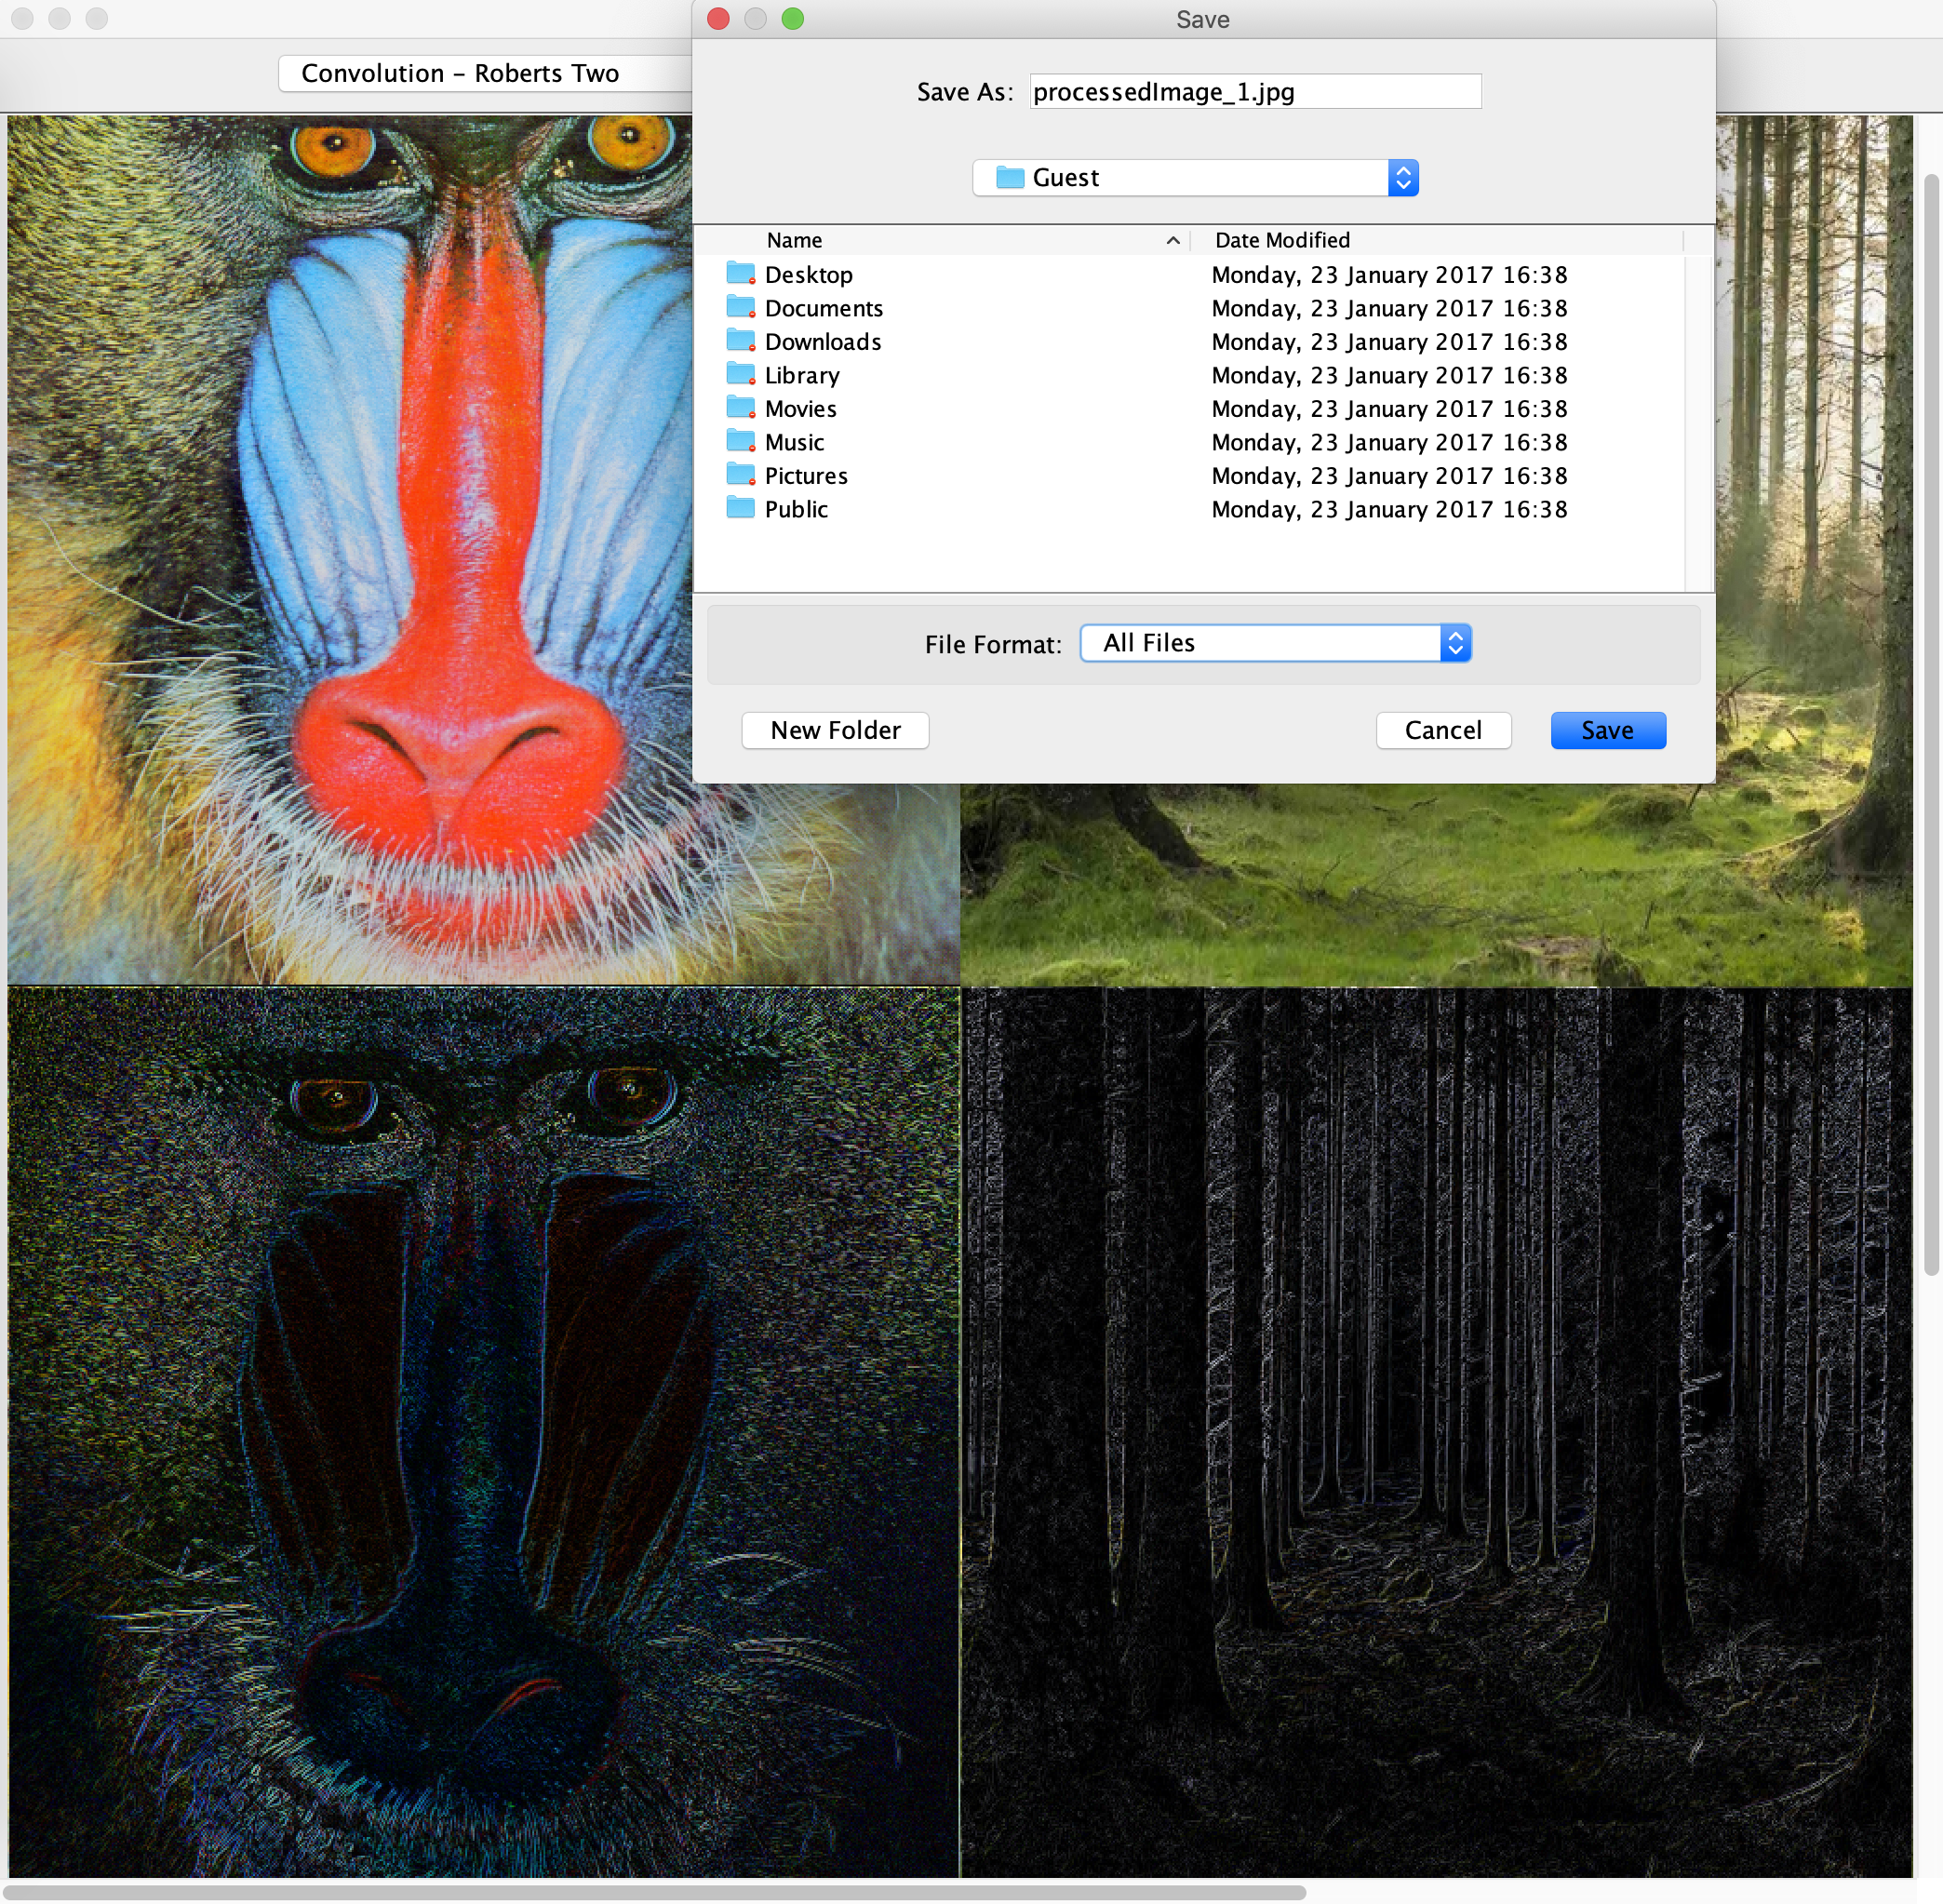 Save
Convolution – Roberts Two
Save As: processedImage_1.jpg
Guest
Name Date Modified
Desktop Monday, 23 January 2017 16:38
Documents Monday, 23 January 2017 16:38
Downloads Monday, 23 January 2017 16:38
Library Monday, 23 January 2017 16:38
Movies Monday, 23 January 2017 16:38
Music Monday, 23 January 2017 16:38
Pictures Monday, 23 January 2017 16:38
Public Monday, 23 January 2017 16:38
File Format: All Files
New Folder Cancel Save